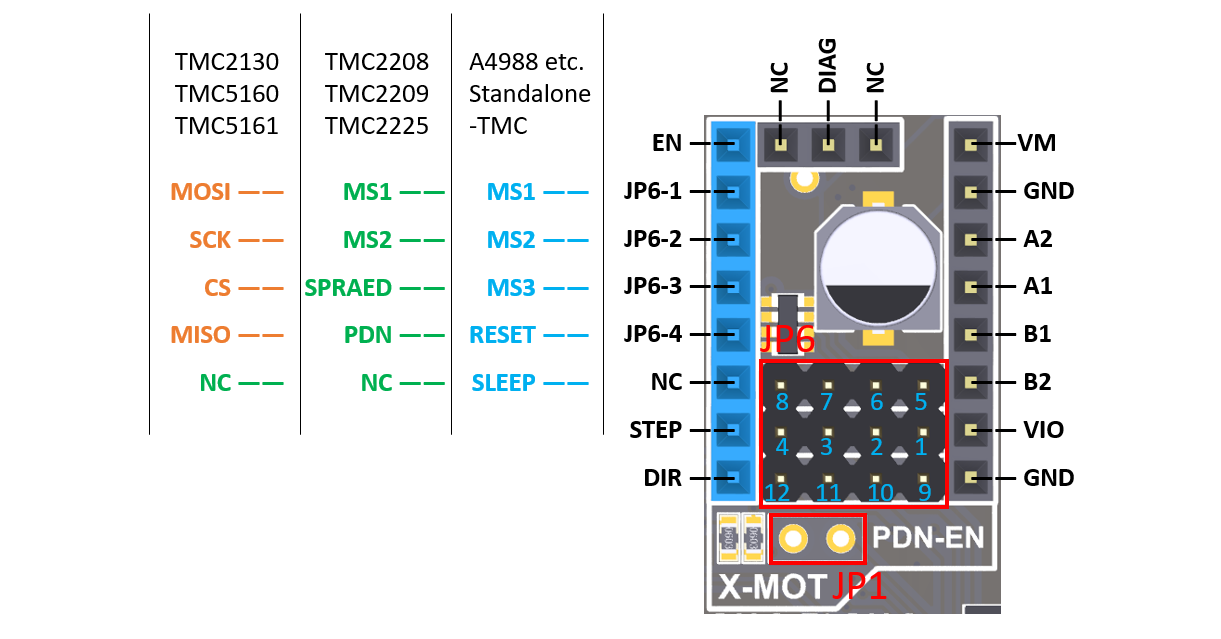 TMC2130
TMC5160
TMC5161
MOSI
SCK
CS
MISO
NC
TMC2208
TMC2209
TMC2225
MS1
MS2
SPRAED
PDN
NC
A4988 etc.
Standalone
-TMC
MS1
MS2
MS3
RESET
SLEEP
NC
DIAG
NC
EN
JP6-1
JP6-2
JP6-3
JP6-4
NC
STEP
DIR
VM
GND
A2
A1
B1
B2
VIO
GND
JP6
8 7 6 5
4 3 2 1
12 11 10 9
PDN-EN
X-MOT JP1